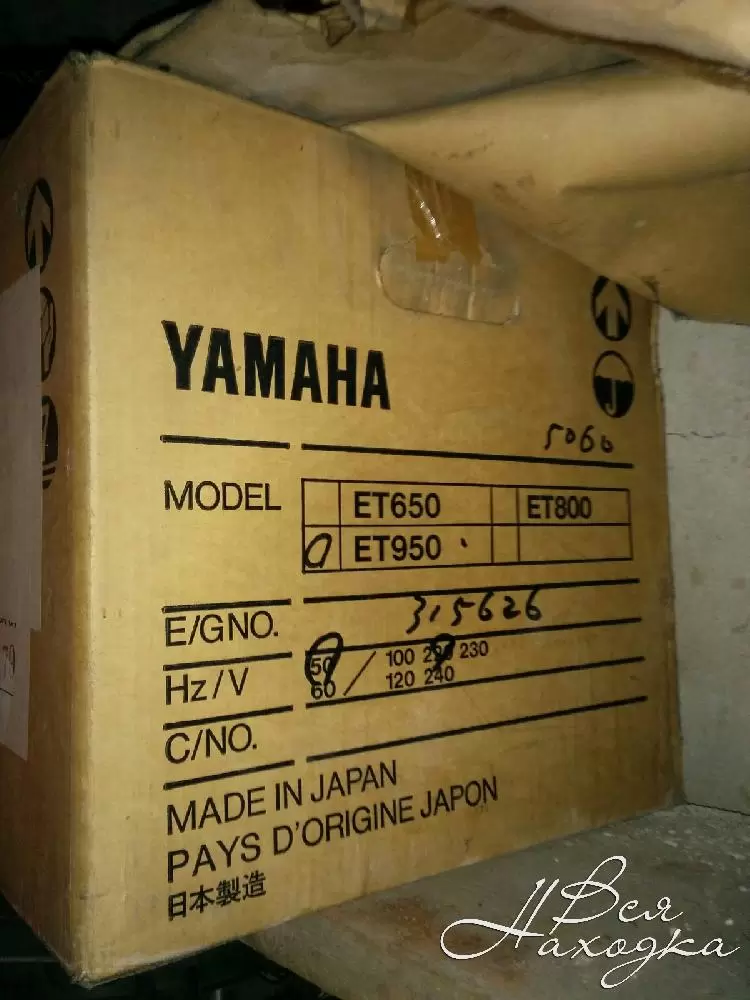 YAMAHA
5060
MODEL
ET650 ET800
ET950
E/GNO. 315626
Hz/V 50/60 100 220 230
120 240
C/NO.
MADE IN JAPAN
PAYS D'ORIGINE JAPON
日本製造
Вся
Находка